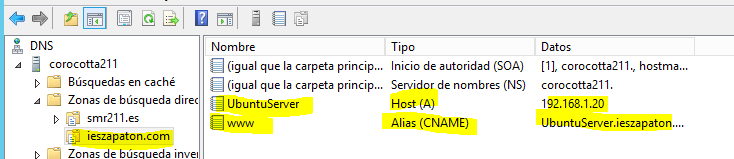 DNS
corocotta211
Búsquedas en caché
Zonas de búsqueda direc
smr211.es
ieszapaton.com
Zonas de búsqueda inver
Nombre Tipo Datos
(igual que la carpeta princip... Inicio de autoridad (SOA) [1], corocotta211., hostma...
(igual que la carpeta princip... Servidor de nombres (NS) corocotta211.
UbuntuServer Host (A) 192.168.1.20
www Alias (CNAME) UbuntuServer.ieszapaton....